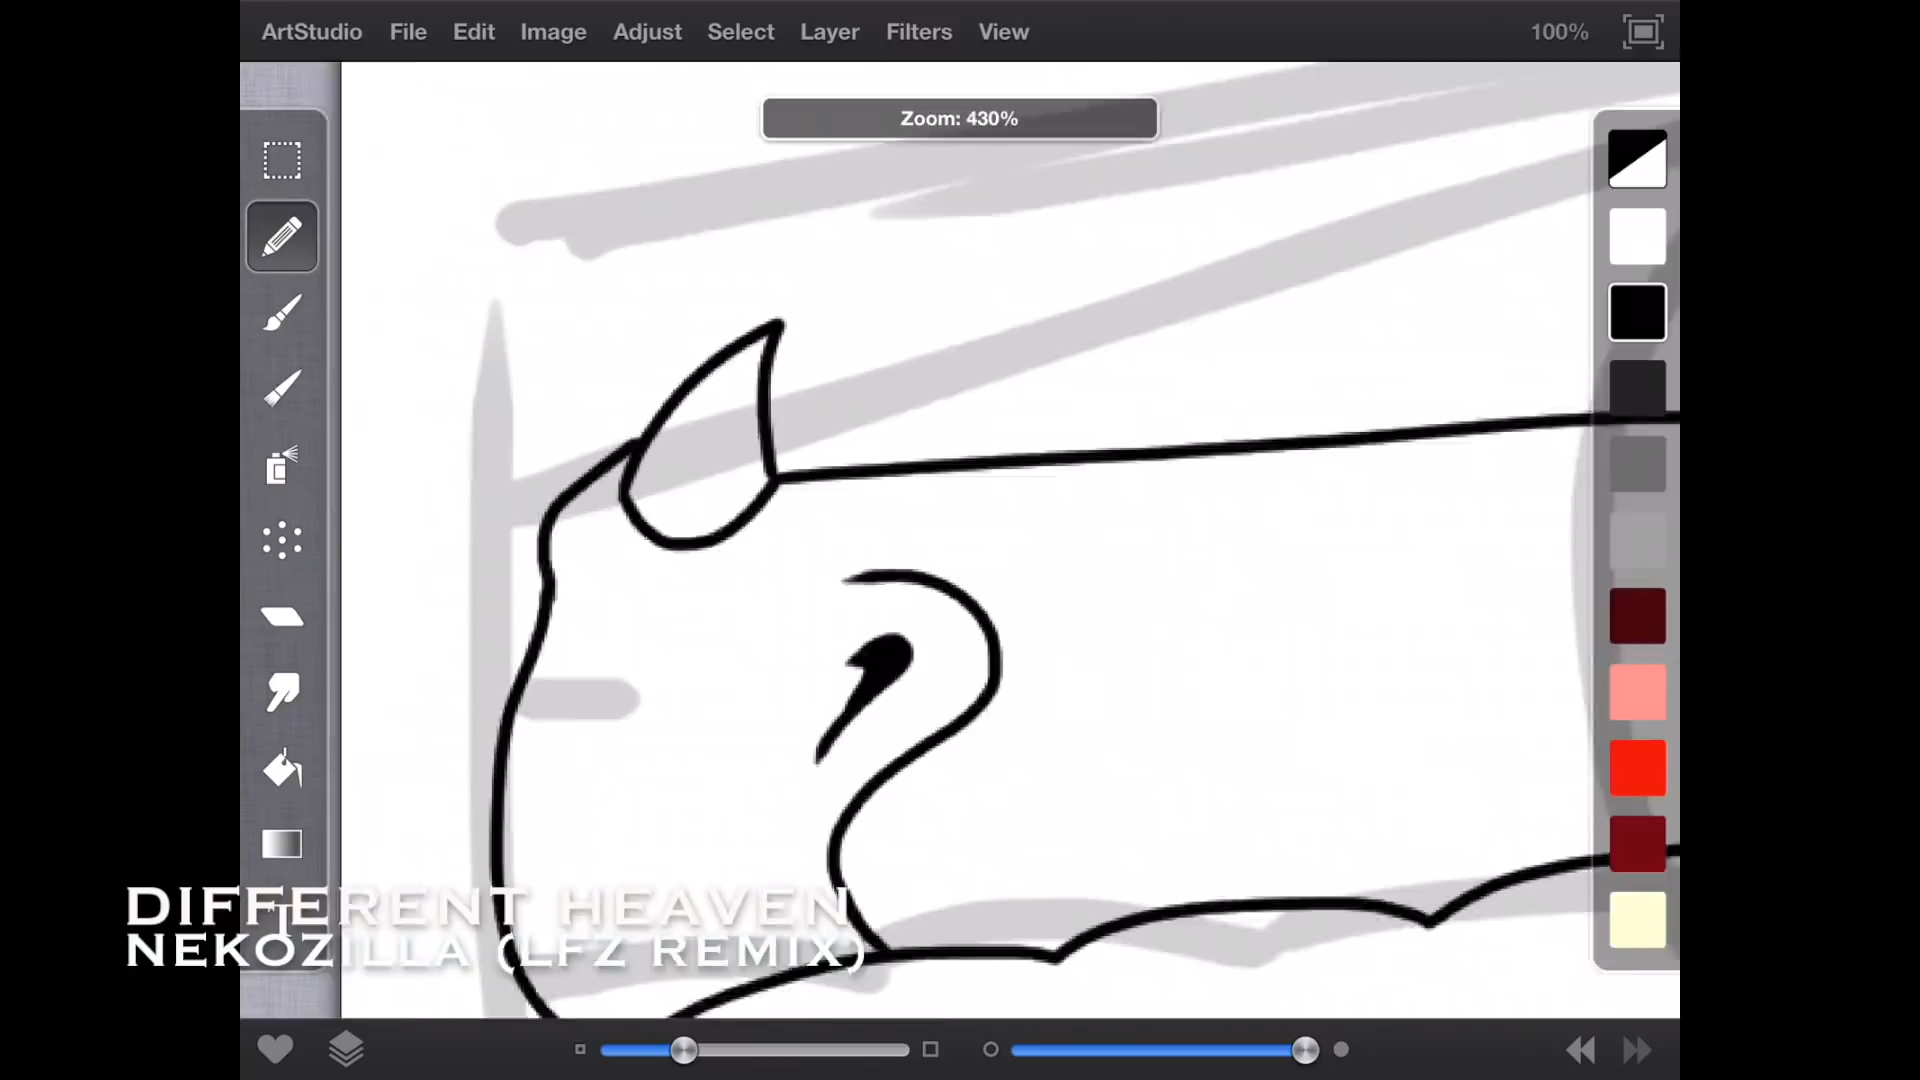 ArtStudio File Edit Image Adjust Select Layer Filters View 100%
Zoom: 430%
T
DIFFERENT HEAVEN
NEKOZILLA (LFZ REMIX)